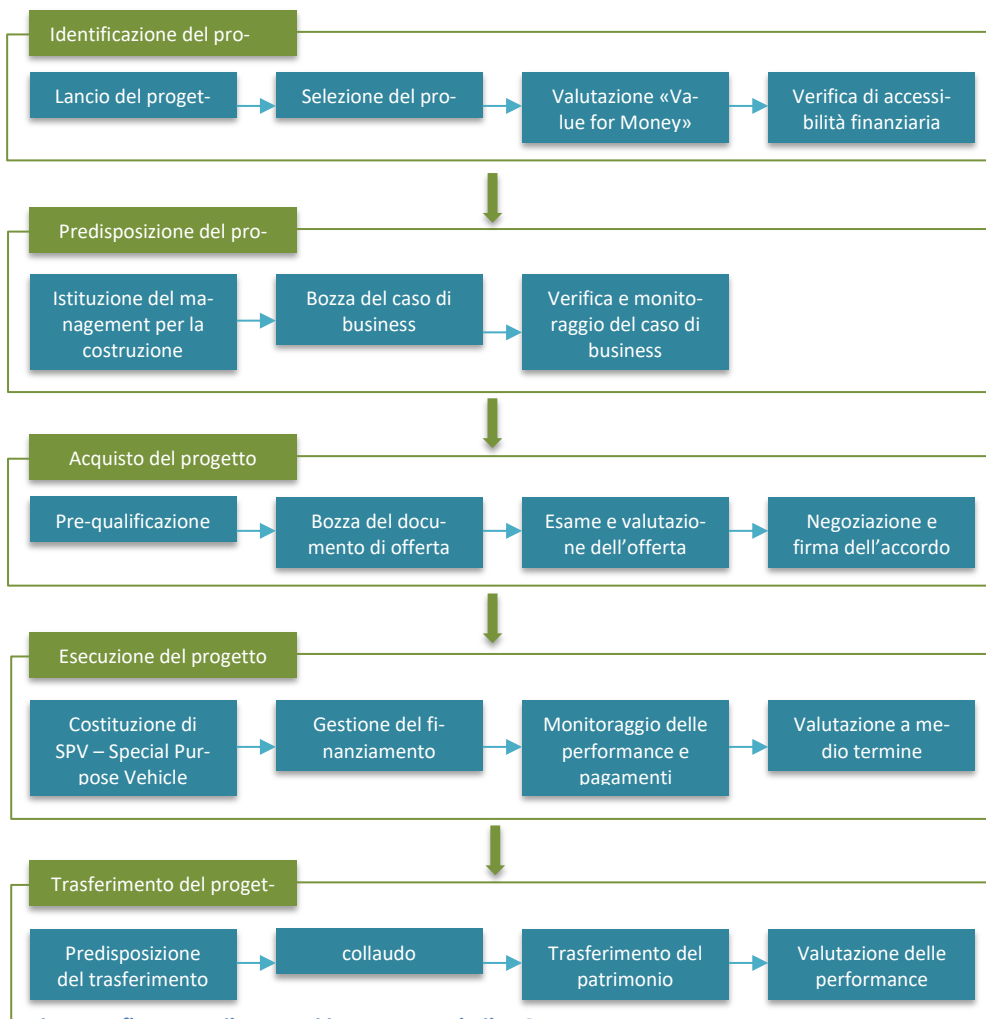 Identificazione del pro-
Lancio del proget-
Selezione del pro-
Valutazione «Va-
lue for Money»
Verifica di accessi-
bilità finanziaria
Predisposizione del pro-
Istituzione del ma-
nagement per la
costruzione
Bozza del caso di
business
Verifica e monito-
raggio del caso di
business
Acquisto del progetto
Pre-qualificazione
Bozza del docu-
mento di offerta
Esame e valutazio-
ne dell’offerta
Negoziazione e
firma dell’accordo
Esecuzione del progetto
Costituzione di
SPV – Special Pur-
pose Vehicle
Gestione del fi-
nanziamento
Monitoraggio delle
performance e
pagamenti
Valutazione a me-
dio termine
Trasferimento del proget-
Predisposizione
del trasferimento
collaudo
Trasferimento del
patrimonio
Valutazione delle
performance